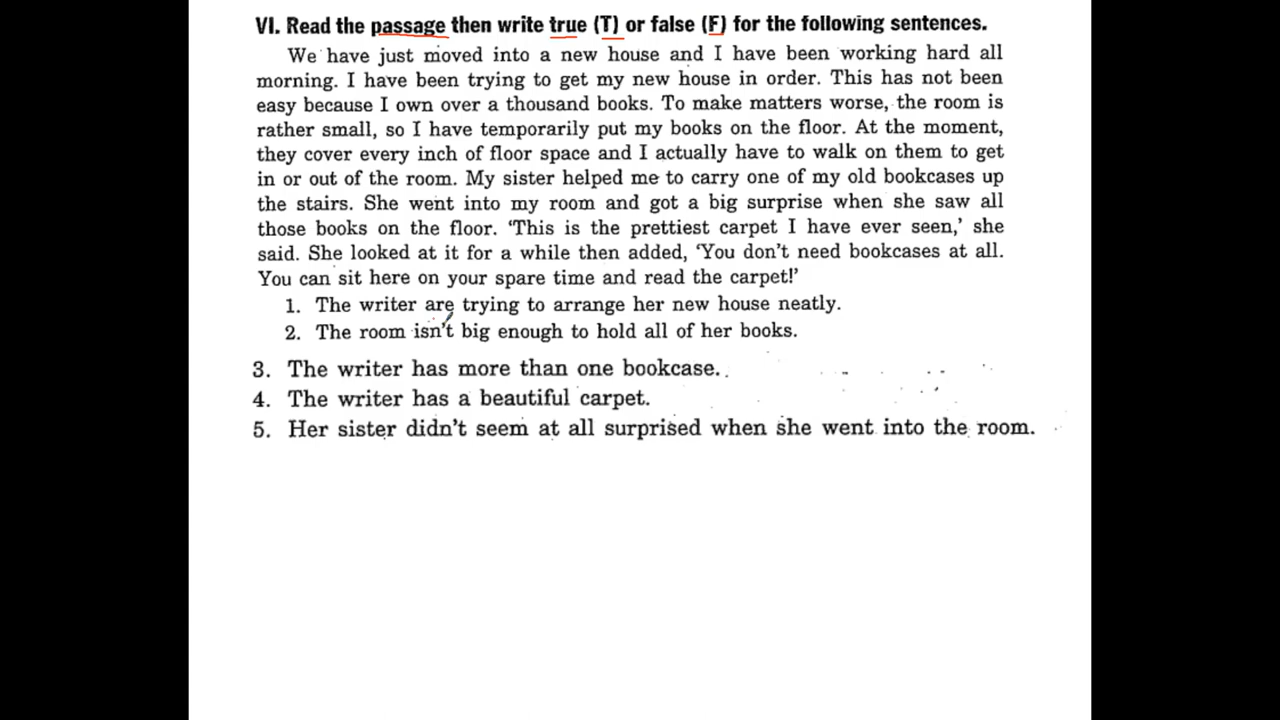 VI. Read the passage then write true (T) or false (F) for the following sentences.
We have just moved into a new house and I have been working hard all
morning. I have been trying to get my new house in order. This has not been
easy because I own over a thousand books. To make matters worse, the room is
rather small, so I have temporarily put my books on the floor. At the moment,
they cover every inch of floor space and I actually have to walk on them to get
in or out of the room. My sister helped me to carry one of my old bookcases up
the stairs. She went into my room and got a big surprise when she saw all
those books on the floor. ‘This is the prettiest carpet I have ever seen,’ she
said. She looked at it for a while then added, ‘You don’t need bookcases at all.
You can sit here on your spare time and read the carpet!’
1. The writer are trying to arrange her new house neatly.
2. The room isn’t big enough to hold all of her books.
3. The writer has more than one bookcase.
4. The writer has a beautiful carpet.
5. Her sister didn’t seem at all surprised when she went into the room.